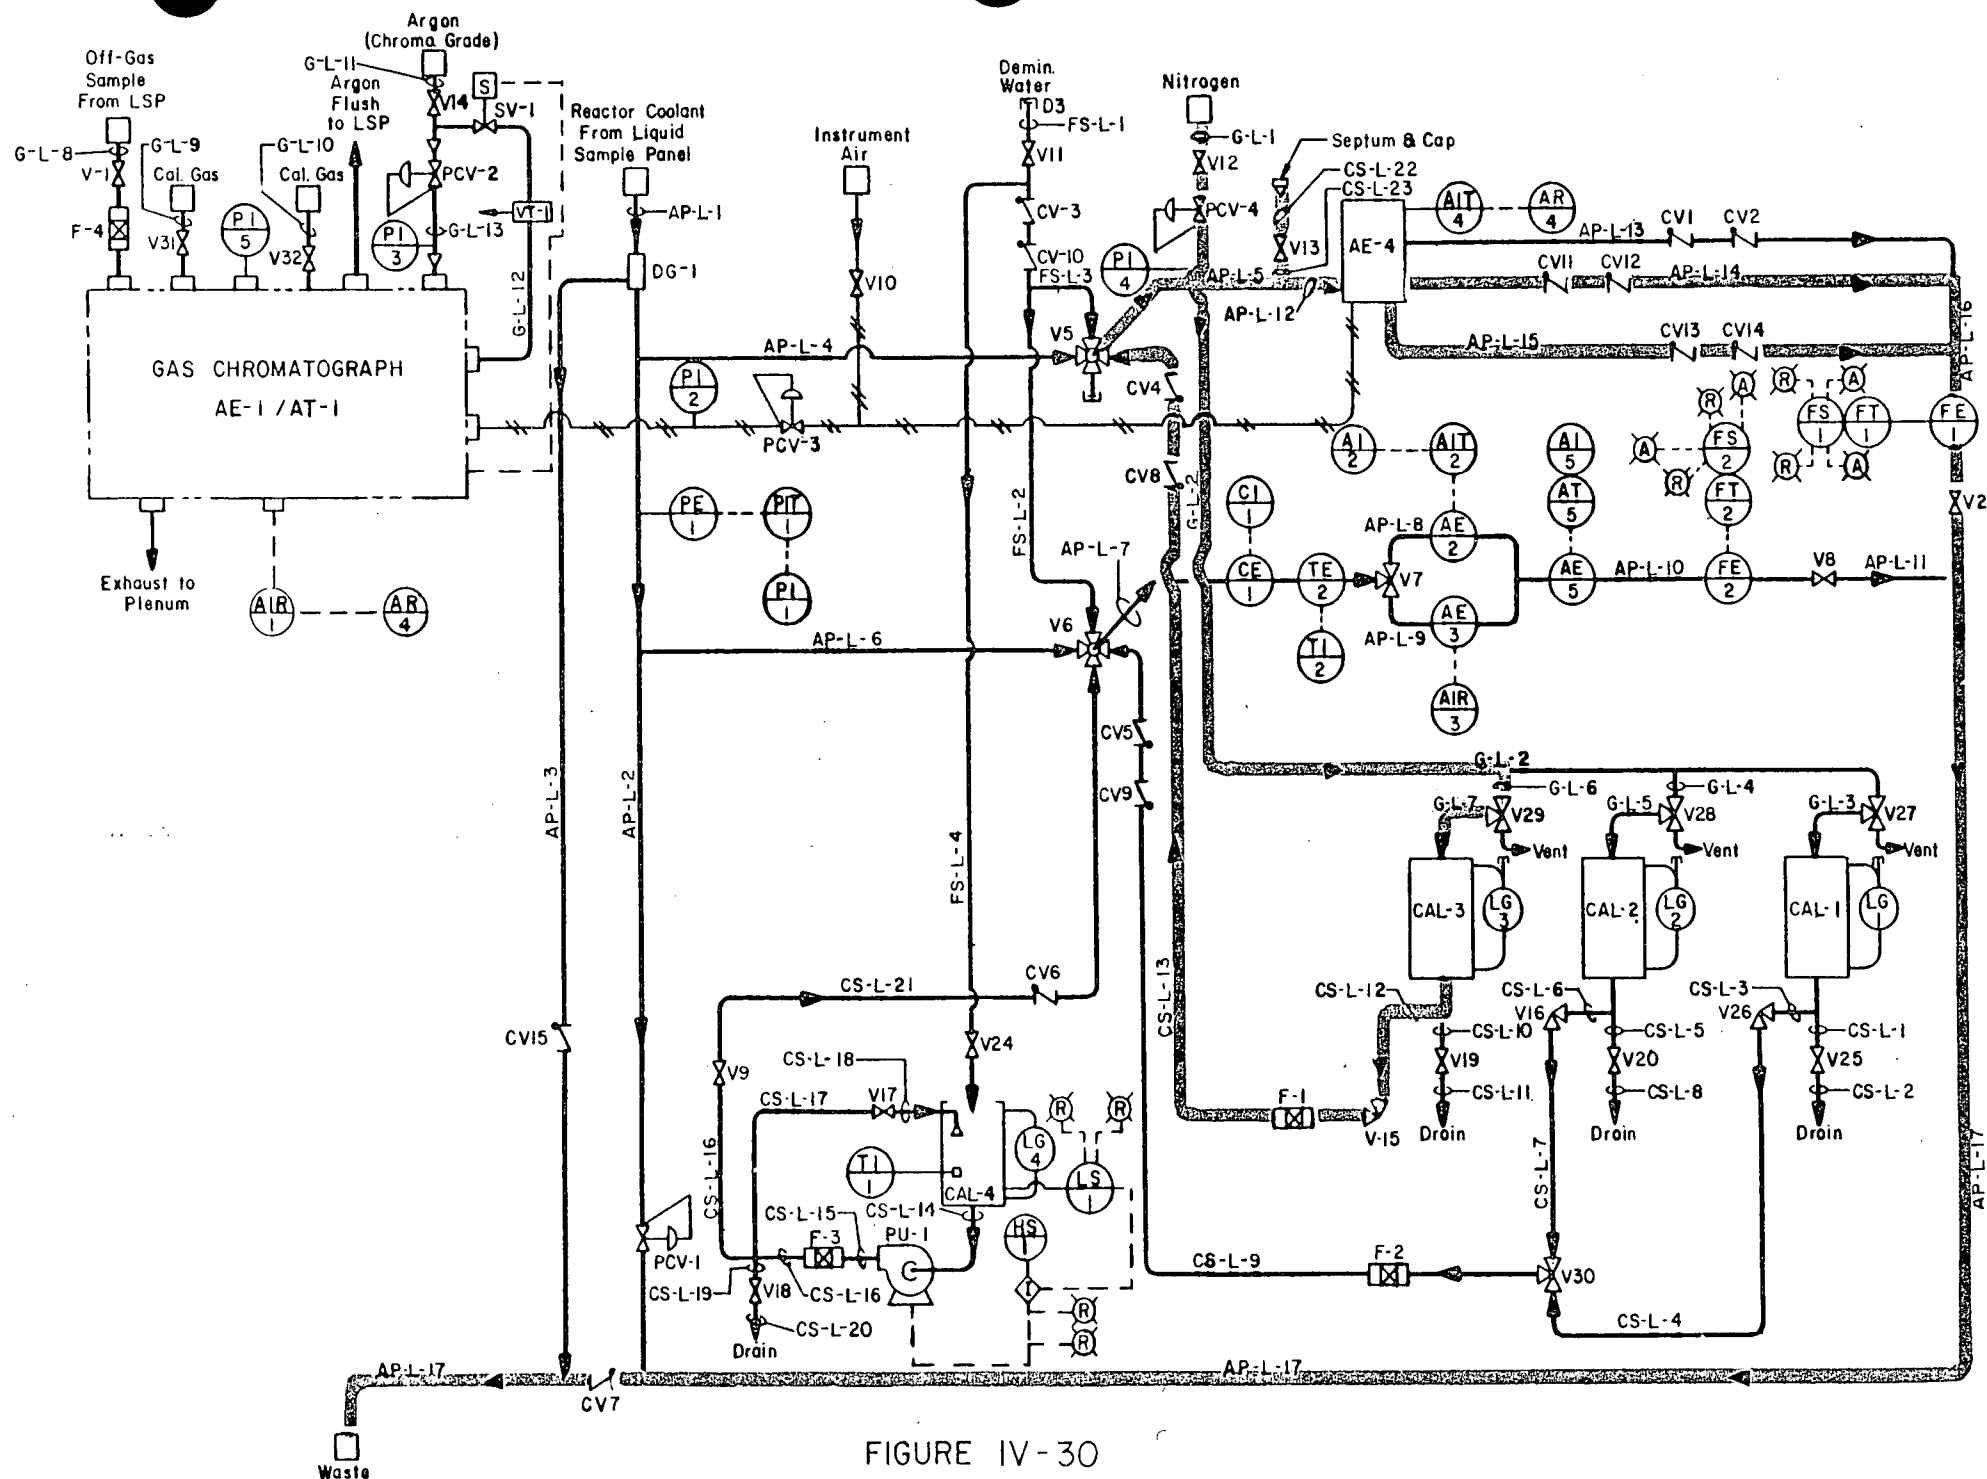 Argon
(Chroma Grade)
G-L-11
Off-Gas
Sample
From LSP
Argon
Flush
to LSP
S
V14
SV-1
G-L-8
G-L-9
G-L-10
V-1
Cal. Gas
Cal. Gas
PCV-2
VT-1
F-4
V31
PI
5
V32
PI
3
G-L-13
G-L-12
GAS CHROMATOGRAPH
AE-1 / AT-1
Exhaust to
Plenum
AIR
1
AR
4
Reactor Coolant
From Liquid
Sample Panel
AP-L-1
DG-1
Instrument
Air
V10
AP-L-4
PI
2
PCV-3
PE
1
PIT
1
PI
1
AP-L-6
AP-L-3
AP-L-2
Demin.
Water
D3
FS-L-1
V11
CV-3
CV-10
FS-L-3
V5
FS-L-2
FS-L-4
V6
AP-L-7
Nitrogen
G-L-1
V12
PCV-4
PI
4
AP-L-5
Septum & Cap
CS-L-22
CS-L-23
V13
AP-L-12
AE-4
AIT
4
AR
4
AP-L-13
CV1
CV2
CV11
CV12
AP-L-14
AP-L-15
CV13
CV14
AP-L-16
CV4
CV8
G-L-2
R
A
R
A
A
R
R
A
FS
1
FT
1
FE
1
FS
2
FT
2
V2
AI
2
AIT
2
AI
5
AT
5
CI
1
CE
1
TE
2
TI
2
V7
AP-L-8
AE
2
AP-L-9
AE
3
AIR
3
AE
5
AP-L-10
FE
2
V8
AP-L-11
CV5
CV9
G-L-2
G-L-6
G-L-4
G-L-7
V29
G-L-5
V28
G-L-3
V27
Vent
Vent
Vent
CAL-3
LG
3
CAL-2
LG
2
CAL-1
LG
1
CS-L-13
CS-L-12
CS-L-6
CS-L-3
V16
V26
CS-L-10
CS-L-5
CS-L-1
V19
V20
V25
CS-L-11
CS-L-8
CS-L-2
Drain
Drain
Drain
F-1
V-15
CS-L-7
CS-L-21
CV6
CV15
V9
V24
CS-L-18
CS-L-17
V17
R
R
LG
4
TI
1
CAL-4
LS
1
CS-L-16
CS-L-14
CS-L-15
F-3
PU-1
HS
1
I
PCV-1
CS-L-19
V18
CS-L-16
CS-L-20
Drain
R
R
CS-L-9
F-2
V30
CS-L-4
AP-L-17
AP-L-17
CV7
AP-L-17
Waste
FIGURE IV-30